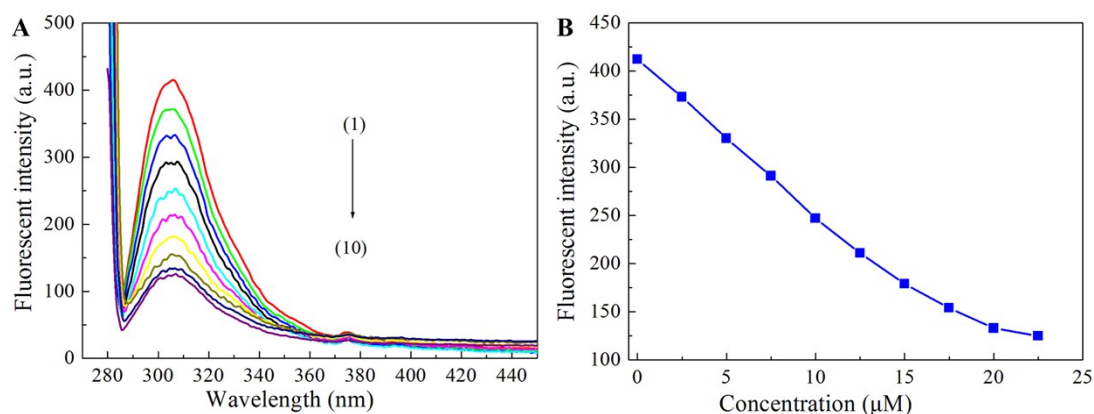 A
500
400
300
200
100
0
Fluorescent intensity (a.u.)
(1)
(10)
280 300 320 340 360 380 400 420 440
Wavelength (nm)
B
450
400
350
300
250
200
150
100
Fluorescent intensity (a.u.)
0 5 10 15 20 25
Concentration (μM)